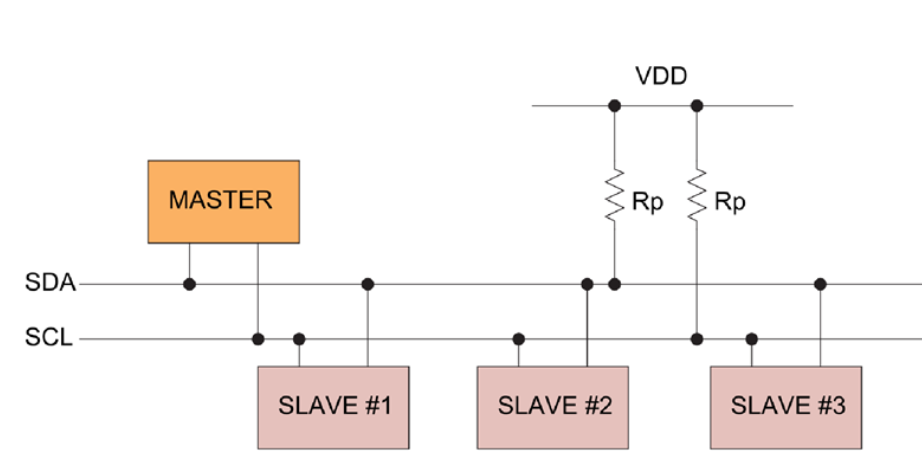 VDD
MASTER
Rp
Rp
SDA
SCL
SLAVE #1
SLAVE #2
SLAVE #3